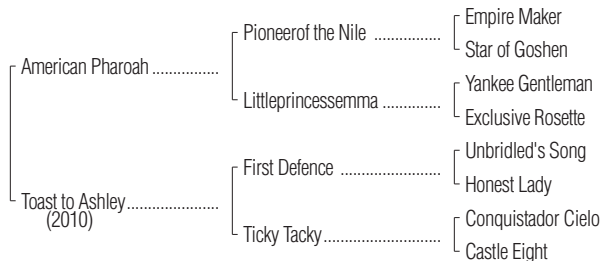 Empire Maker
Pioneerof the Nile ................
Star of Goshen
American Pharoah ................
Yankee Gentleman
Littleprincessemma ..............
Exclusive Rosette
Unbridled's Song
First Defence ........................
Honest Lady
Toast to Ashley......................
(2010)
Conquistador Cielo
Ticky Tacky............................
Castle Eight